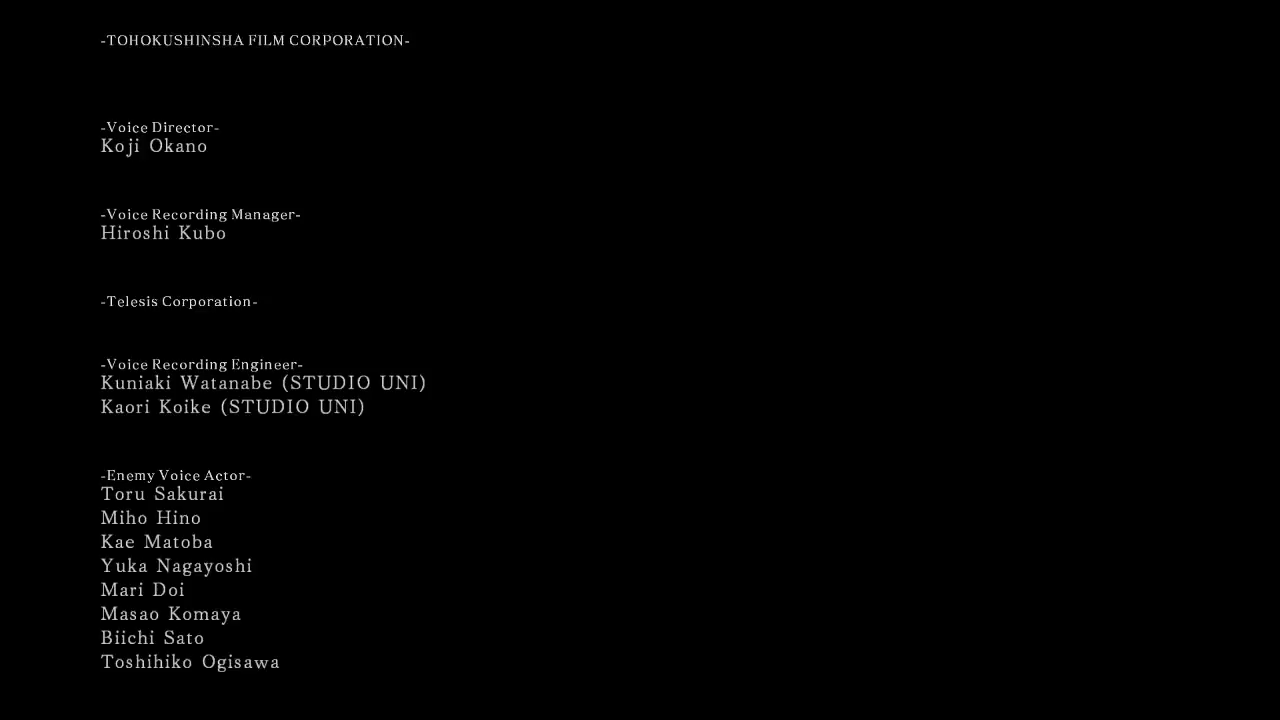 -TOHOKUSHINSHA FILM CORPORATION-
-Voice Director-
Koji Okano
-Voice Recording Manager-
Hiroshi Kubo
-Telesis Corporation-
-Voice Recording Engineer-
Kuniaki Watanabe (STUDIO UNI)
Kaori Koike (STUDIO UNI)
-Enemy Voice Actor-
Toru Sakurai
Miho Hino
Kae Matoba
Yuka Nagayoshi
Mari Doi
Masao Komaya
Biichi Sato
Toshihiko Ogisawa